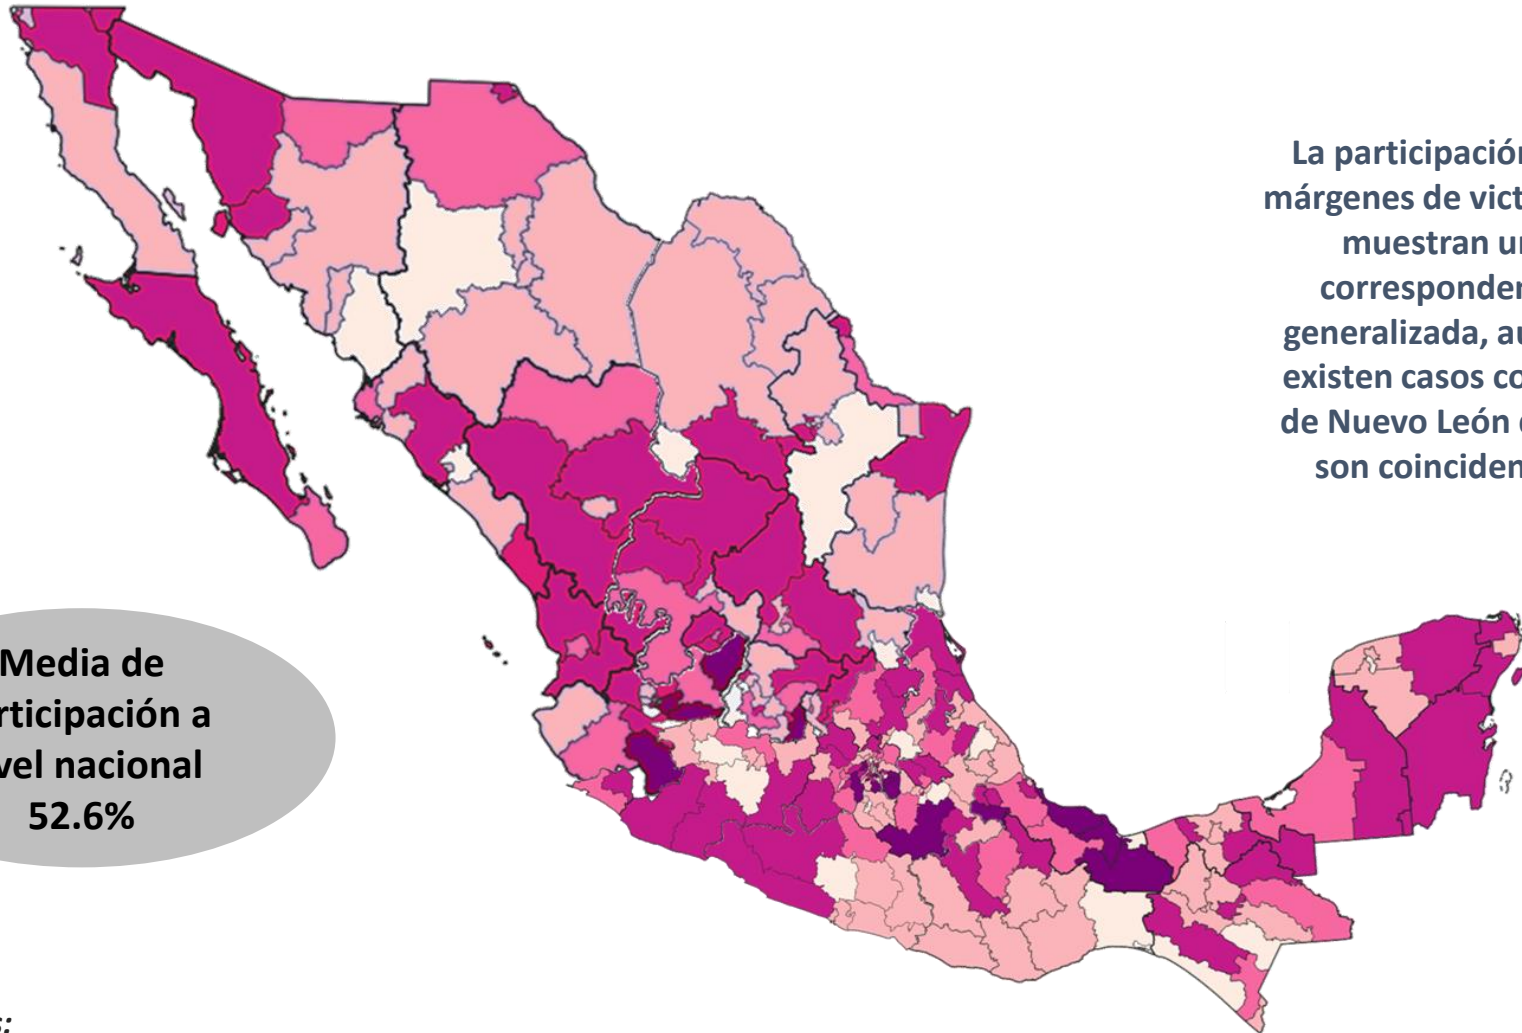 La participación
márgenes de vict
muestran un
corresponden
generalizada, au
existen casos co
de Nuevo León
son coinciden
Media de
rticipación a
vel nacional
52.6%
s: